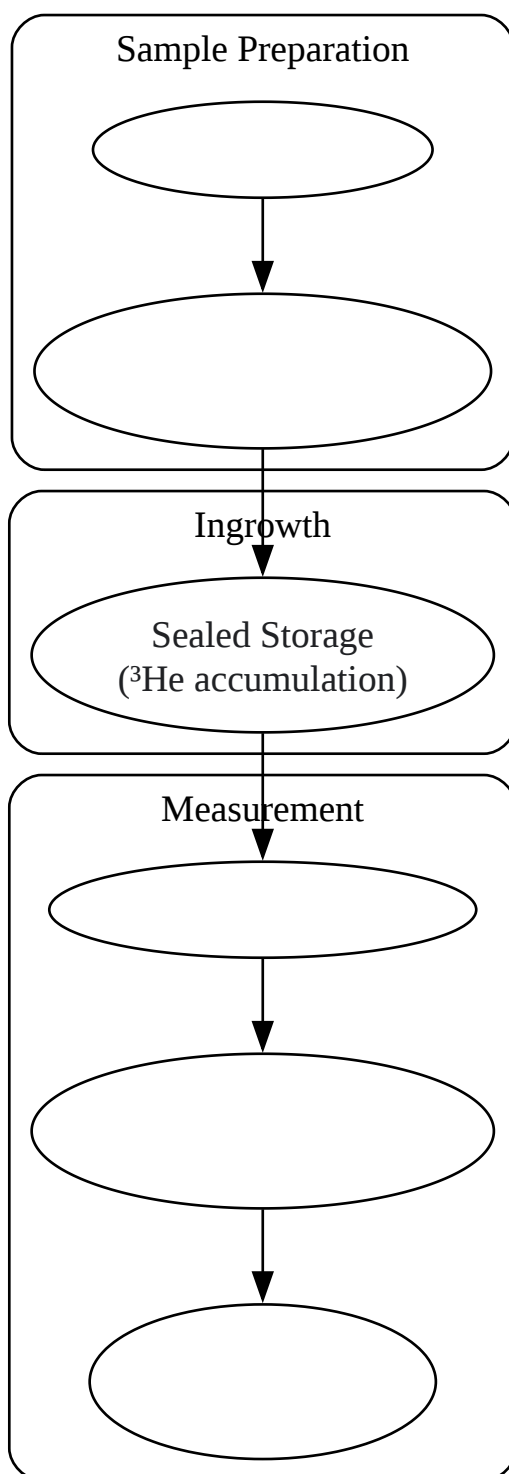 Sample Preparation
Ingrowth
Sealed Storage
(³He accumulation)
Measurement